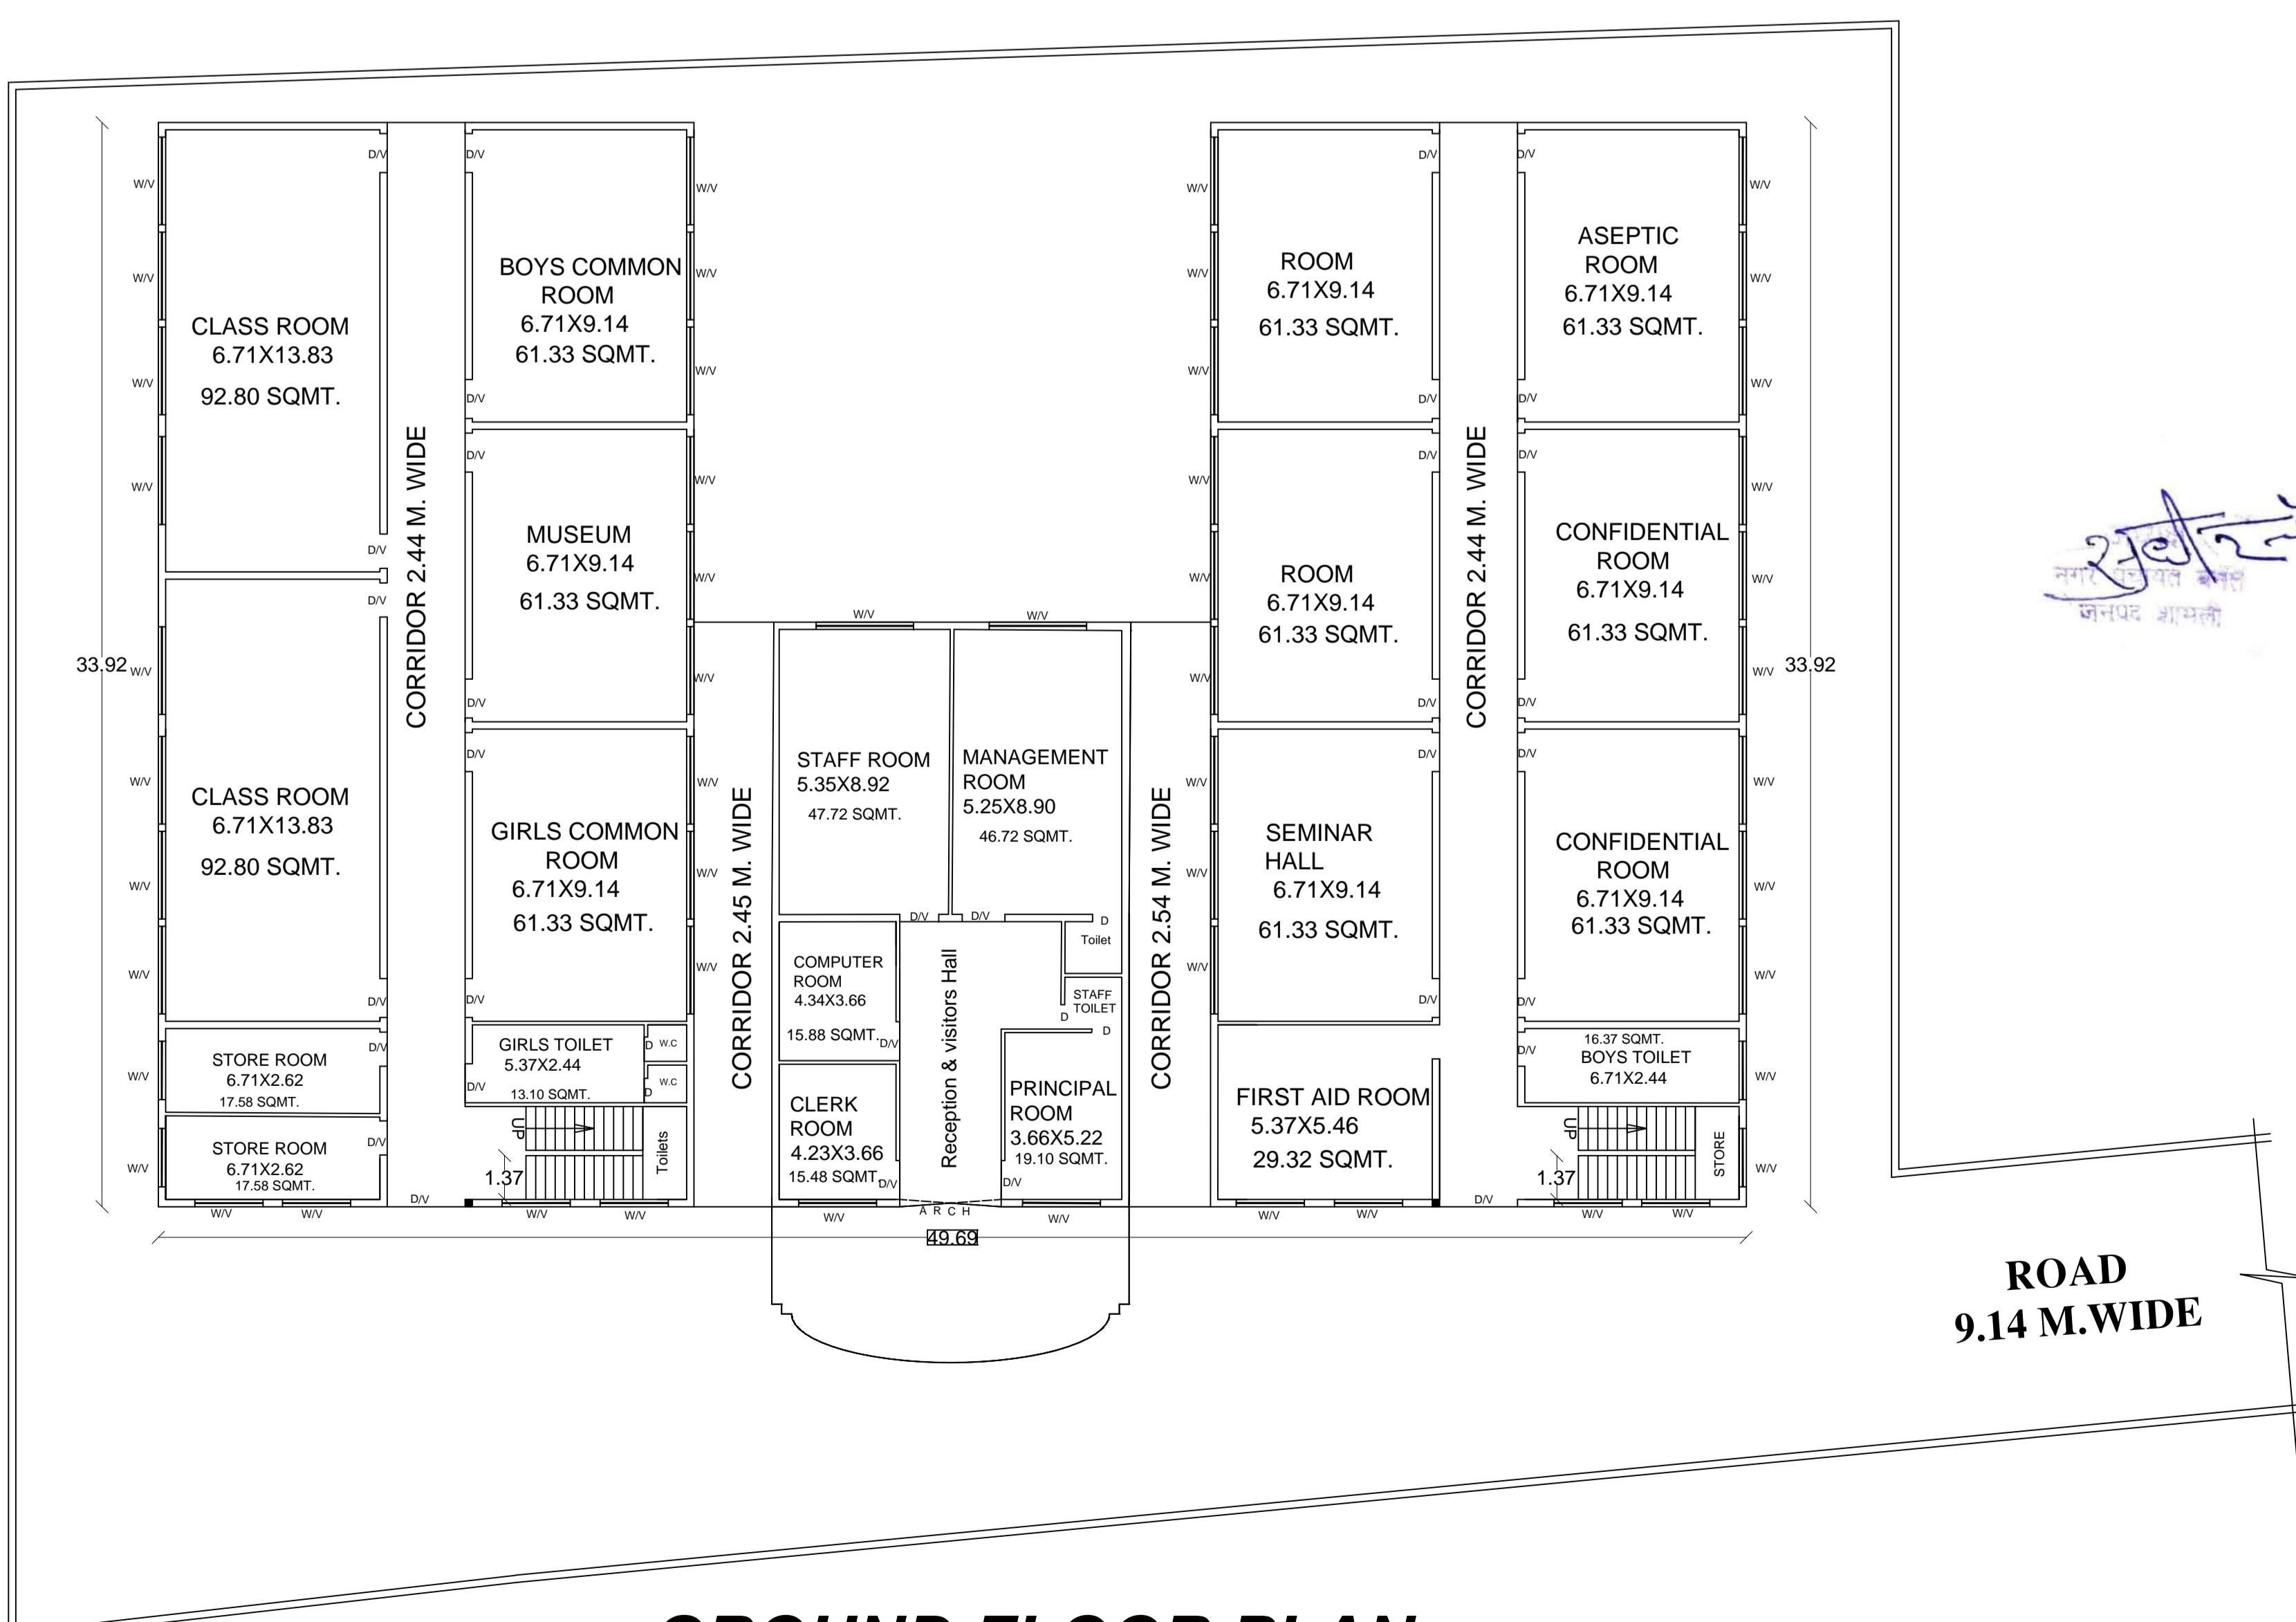 CLASS ROOM
6.71X13.83
92.80 SQMT.
CLASS ROOM
6.71X13.83
92.80 SQMT.
STORE ROOM
6.71X2.62
17.58 SQMT.
STORE ROOM
6.71X2.62
17.58 SQMT.
33.92
W/V
W/V
W/V
W/V
W/V
W/V
W/V
W/V
W/V
W/V
W/V
W/V
D/V
D/V
D/V
D/V
D/V
D/V
D/V
CORRIDOR 2.44 M. WIDE
BOYS COMMON
ROOM
6.71X9.14
61.33 SQMT.
MUSEUM
6.71X9.14
61.33 SQMT.
GIRLS COMMON
ROOM
6.71X9.14
61.33 SQMT.
GIRLS TOILET
5.37X2.44
13.10 SQMT.
D
W.C
D
W.C
UP
1.37
Toilets
D/V
D/V
D/V
D/V
D/V
D/V
D/V
W/V
W/V
W/V
W/V
W/V
W/V
W/V
W/V
W/V
W/V
W/V
CORRIDOR 2.45 M. WIDE
W/V
W/V
STAFF ROOM
5.35X8.92
47.72 SQMT.
MANAGEMENT
ROOM
5.25X8.90
46.72 SQMT.
D/V
D/V
D
Toilet
STAFF
TOILET
D
D
COMPUTER
ROOM
4.34X3.66
15.88 SQMT.
D/V
CLERK
ROOM
4.23X3.66
15.48 SQMT.
D/V
Reception & visitors Hall
PRINCIPAL
ROOM
3.66X5.22
19.10 SQMT.
D/V
ARCH
W/V
W/V
49.69
CORRIDOR 2.54 M. WIDE
ROOM
6.71X9.14
61.33 SQMT.
ROOM
6.71X9.14
61.33 SQMT.
SEMINAR
HALL
6.71X9.14
61.33 SQMT.
FIRST AID ROOM
5.37X5.46
29.32 SQMT.
W/V
W/V
W/V
W/V
W/V
W/V
W/V
W/V
W/V
W/V
W/V
D/V
D/V
D/V
D/V
D/V
D/V
D/V
CORRIDOR 2.44 M. WIDE
ASEPTIC
ROOM
6.71X9.14
61.33 SQMT.
CONFIDENTIAL
ROOM
6.71X9.14
61.33 SQMT.
CONFIDENTIAL
ROOM
6.71X9.14
61.33 SQMT.
16.37 SQMT.
BOYS TOILET
6.71X2.44
UP
1.37
STORE
D/V
D/V
D/V
D/V
D/V
D/V
D/V
W/V
W/V
W/V
W/V
W/V
W/V
W/V
W/V
W/V
W/V
W/V
W/V
W/V
33.92
नगर पंचायत
जनपद शामली
ROAD
9.14 M.WIDE
GROUND FLOOR PLAN